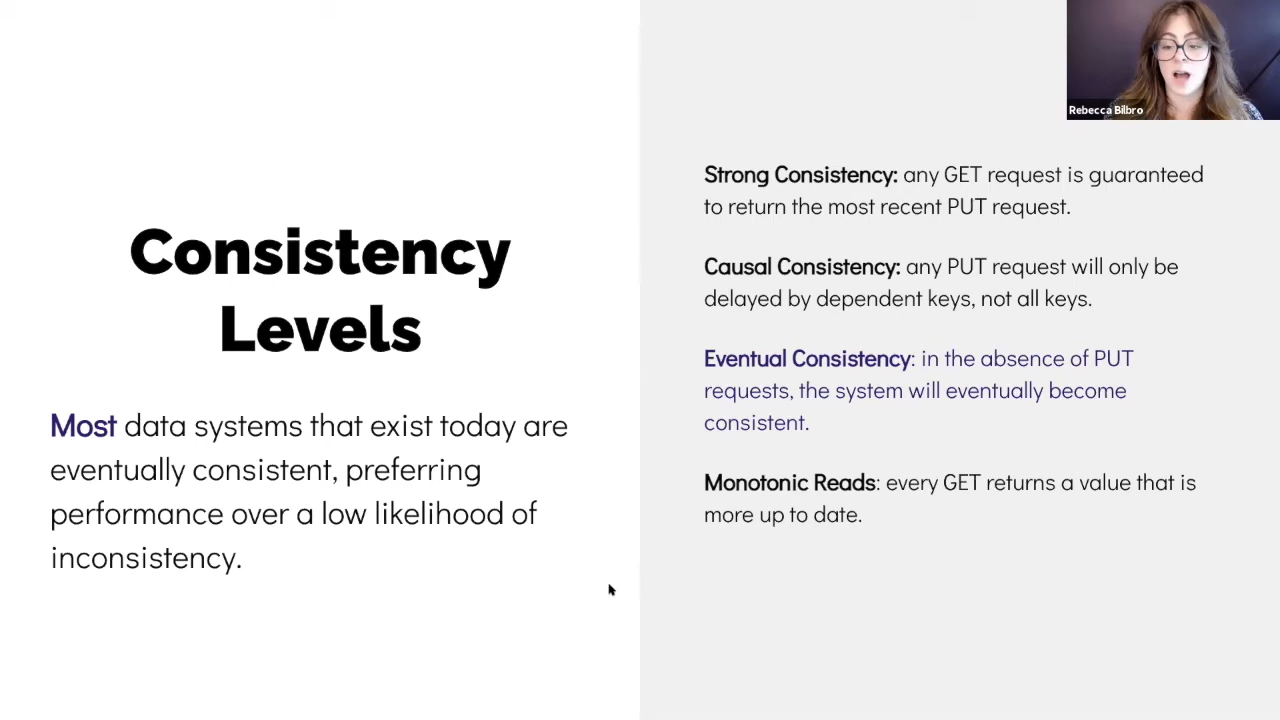 Consistency
Levels
Most data systems that exist today are
eventually consistent, preferring
performance over a low likelihood of
inconsistency.
Rebecca Bilbro
Strong Consistency: any GET request is guaranteed
to return the most recent PUT request.
Causal Consistency: any PUT request will only be
delayed by dependent keys, not all keys.
Eventual Consistency: in the absence of PUT
requests, the system will eventually become
consistent.
Monotonic Reads: every GET returns a value that is
more up to date.